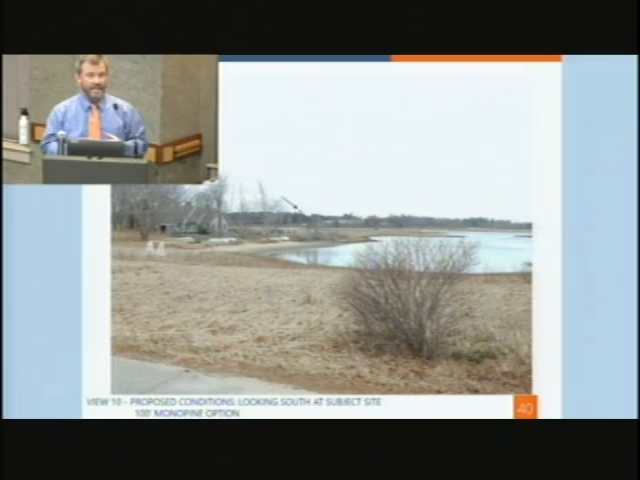 VIEW 10 - PROPOSED CONDITIONS: LOOKING SOUTH AT SUBJECT SITE
100' MONOPINE OPTION
40